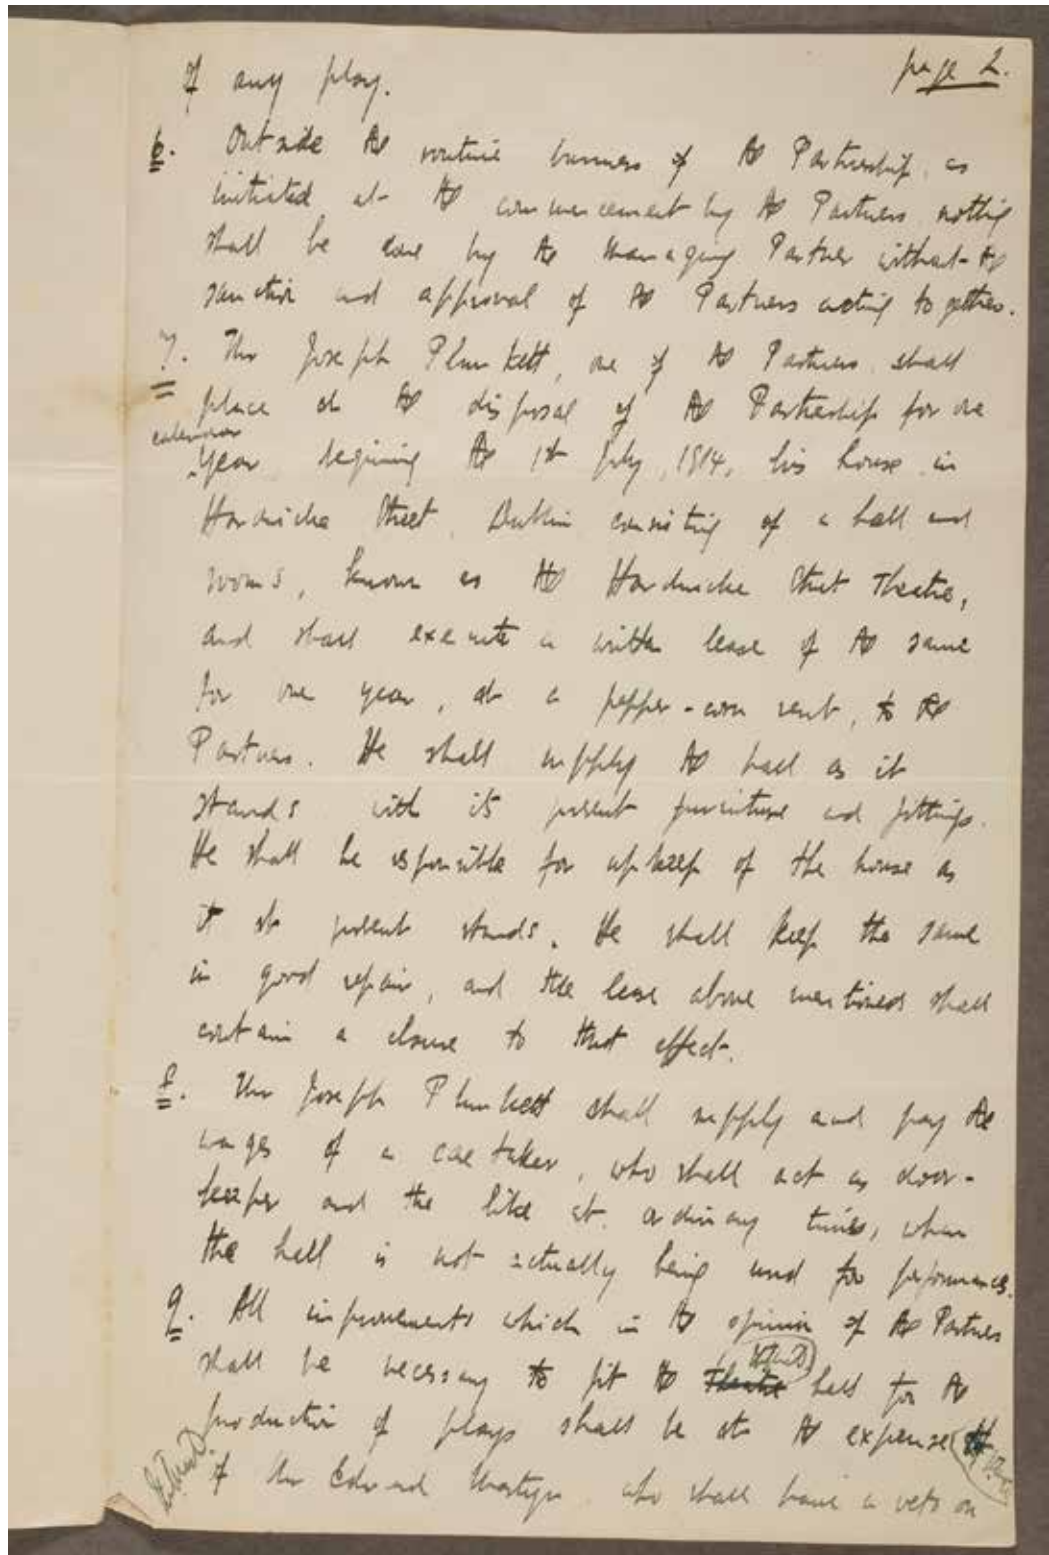 page 2.
of any play.
6. Outside the routine business of the Partnership, as
initiated at the commencement by the Partners nothing
shall be done by the Managing Partner without the
sanction and approval of the Partners acting together.
7. Mr Joseph Plunkett, one of the Partners, shall
place at the disposal of the Partnership for one
calendar
year, begining the 1st July, 1914, his house in
Hardwicke Street, Dublin consisting of a hall and
rooms, known as the Hardwicke Street Theatre,
and shall execute a written lease of the same
for one year, at a pepper-corn rent, to the
Partners. He shall supply the hall as it
stands with its present furniture and fittings.
He shall be responsible for upkeep of the house as
it at present stands. He shall keep the same
in good repair, and the lease above mentioned shall
contain a clause to that effect.
8. Mr Joseph Plunkett shall supply and pay the
wages of a caretaker, who shall act as door-
keeper and the like at ordinary times, when
the hall is not actually being used for performances.
9. All improvements which in the opinion of the Partners
shall be necessary to fit the Theatre hall for the
production of plays shall be at the expense
of Mr Edward Martyn who shall have a veto on